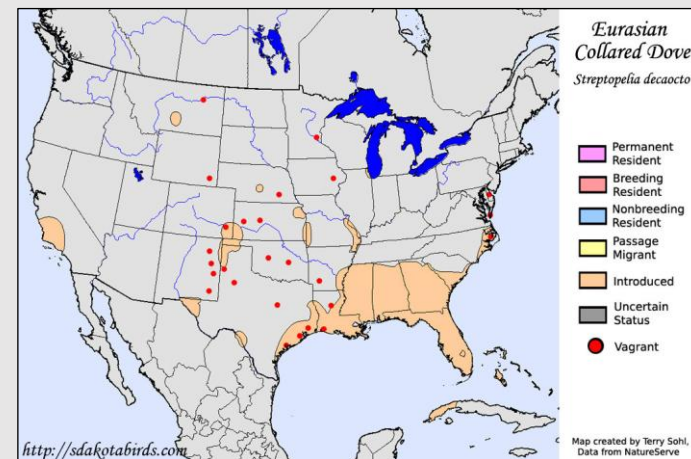 Eurasian
Collared Dove
Streptopelia decaocto
Permanent
Resident
Breeding
Resident
Nonbreeding
Resident
Passage
Migrant
Introduced
Uncertain
Status
Vagrant
Map created by Terry Sohl,
Data from NatureServe
http://sdakotabirds.com